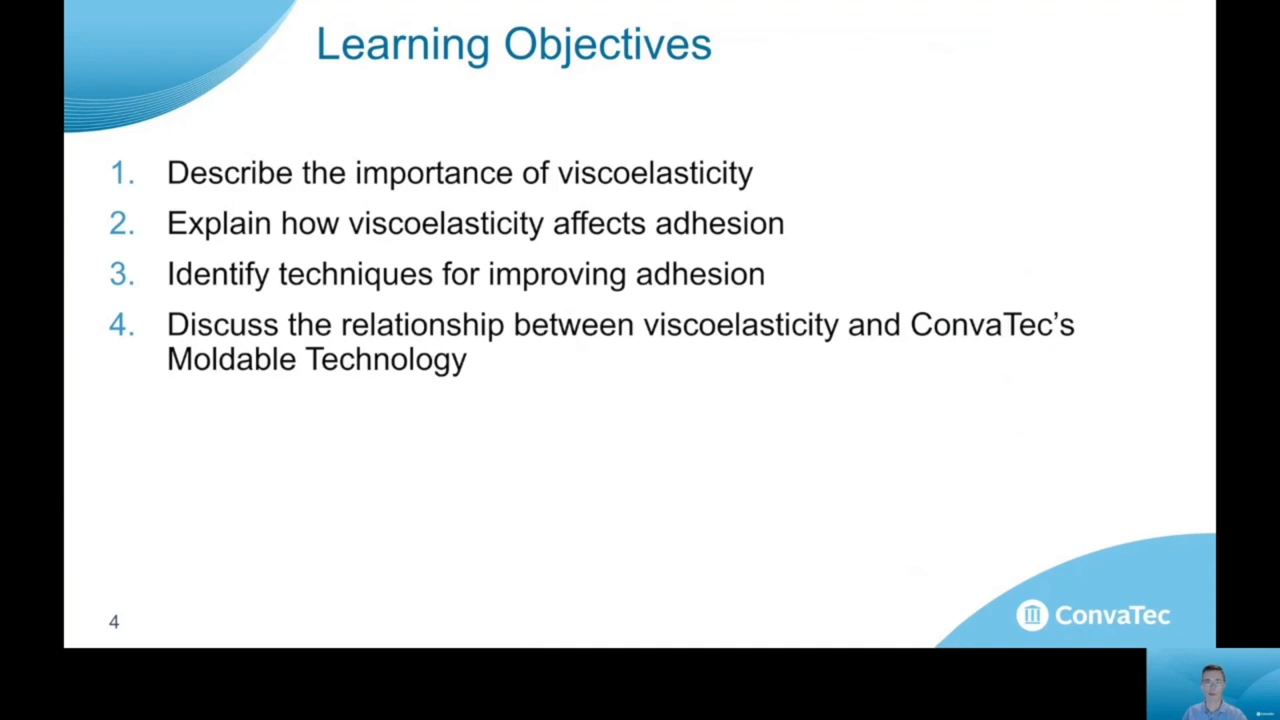 Learning Objectives
1. Describe the importance of viscoelasticity
2. Explain how viscoelasticity affects adhesion
3. Identify techniques for improving adhesion
4. Discuss the relationship between viscoelasticity and ConvaTec’s
Moldable Technology
4
ConvaTec